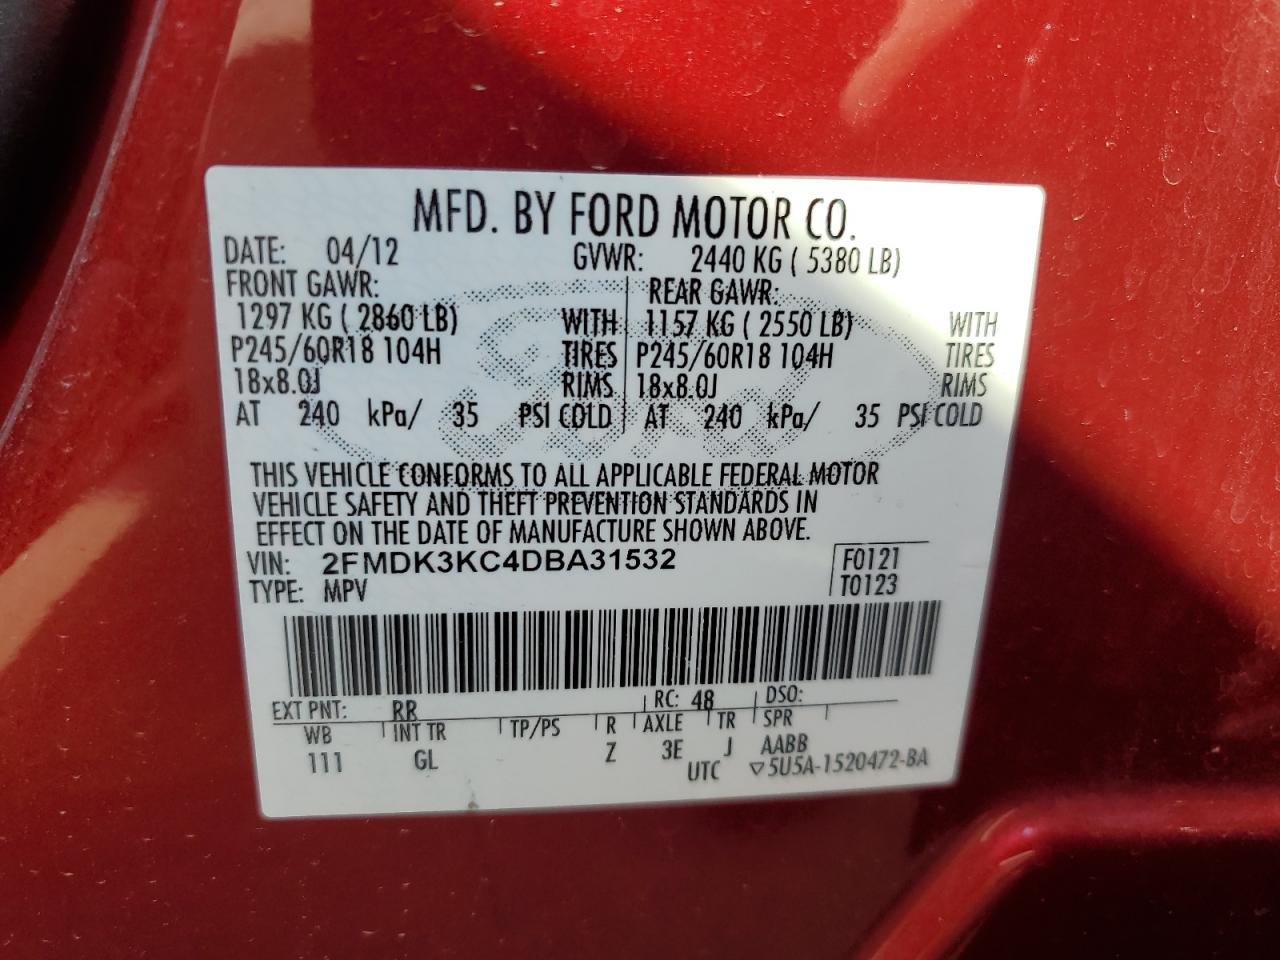 MFD. BY FORD MOTOR CO.
DATE: 04/12 GVWR: 2440 KG ( 5380 LB)
FRONT GAWR: REAR GAWR:
1297 KG ( 2860 LB) WITH 1157 KG ( 2550 LB) WITH
P245/60R18 104H TIRES P245/60R18 104H TIRES
18x8.0J RIMS 18x8.0J RIMS
AT 240 kPa/ 35 PSI COLD AT 240 kPa/ 35 PSI COLD
Ford
THIS VEHICLE CONFORMS TO ALL APPLICABLE FEDERAL MOTOR
VEHICLE SAFETY AND THEFT PREVENTION STANDARDS IN
EFFECT ON THE DATE OF MANUFACTURE SHOWN ABOVE.
VIN: 2FMDK3KC4DBA31532 F0121
TYPE: MPV T0123
EXT PNT: RR RC: 48 DSO:
WB INT TR TP/PS R AXLE TR SPR
111 GL Z 3E J AABB
UTC ▽5U5A-1520472-BA